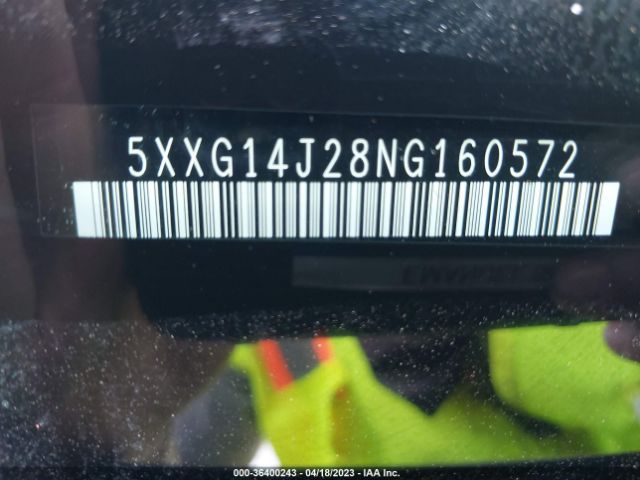 5XXG14J28NG160572
000-36400243 - 04/18/2023 - IAA Inc.